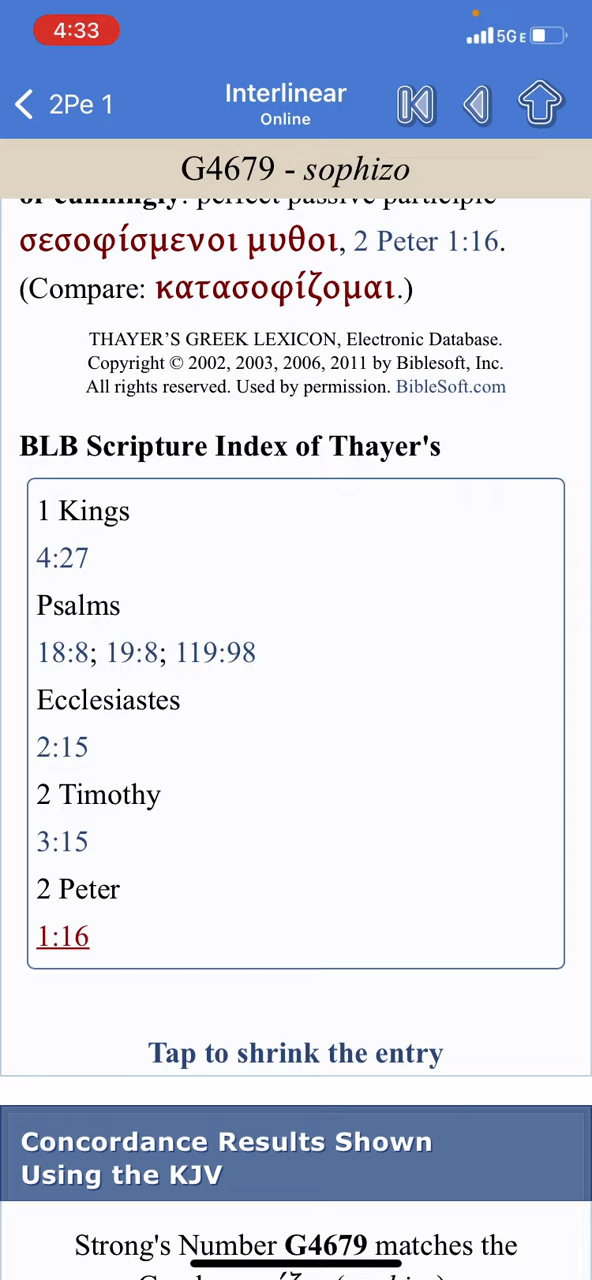 4:33
5G E
2Pe 1
Interlinear
Online
G4679 - sophizo
or cunningly: perfect passive participle
σεσοφίσμενοι μυθοι, 2 Peter 1:16.
(Compare: κατασοφίζομαι.)
THAYER'S GREEK LEXICON, Electronic Database.
Copyright © 2002, 2003, 2006, 2011 by Biblesoft, Inc.
All rights reserved. Used by permission. BibleSoft.com
BLB Scripture Index of Thayer's
1 Kings
4:27
Psalms
18:8; 19:8; 119:98
Ecclesiastes
2:15
2 Timothy
3:15
2 Peter
1:16
Tap to shrink the entry
Concordance Results Shown
Using the KJV
Strong's Number G4679 matches the